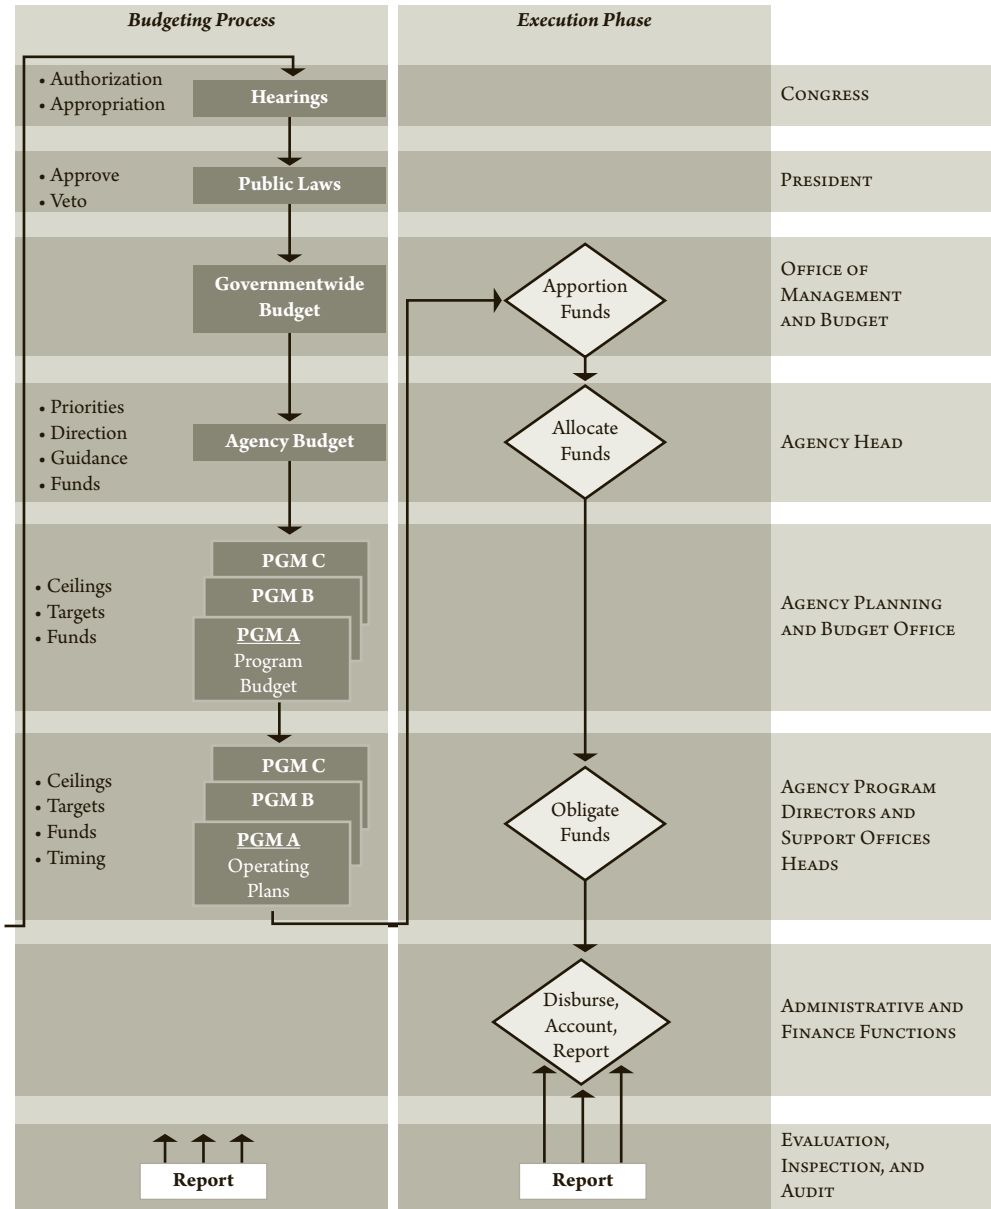 Budgeting Process
Execution Phase
• Authorization
• Appropriation
Hearings
Congress
• Approve
• Veto
Public Laws
President
Governmentwide
Budget
Apportion
Funds
Office of
Management
and Budget
• Priorities
• Direction
• Guidance
• Funds
Agency Budget
Allocate
Funds
Agency Head
• Ceilings
• Targets
• Funds
PGM C
PGM B
PGM A
Program
Budget
Agency Planning
and Budget Office
• Ceilings
• Targets
• Funds
• Timing
PGM C
PGM B
PGM A
Operating
Plans
Obligate
Funds
Agency Program
Directors and
Support Offices
Heads
Disburse,
Account,
Report
Administrative and
Finance Functions
Report
Report
Evaluation,
Inspection, and
Audit